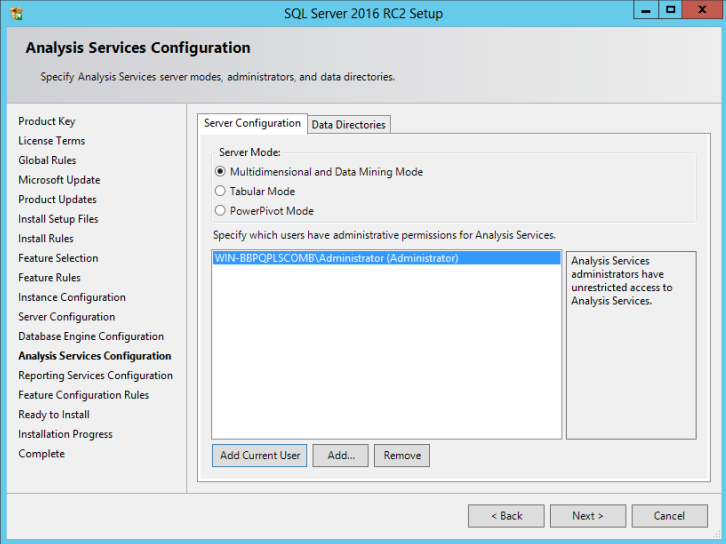 SQL Server 2016 RC2 Setup
Analysis Services Configuration
Specify Analysis Services server modes, administrators, and data directories.
Product Key
License Terms
Global Rules
Microsoft Update
Product Updates
Install Setup Files
Install Rules
Feature Selection
Feature Rules
Instance Configuration
Server Configuration
Database Engine Configuration
Analysis Services Configuration
Reporting Services Configuration
Feature Configuration Rules
Ready to Install
Installation Progress
Complete
Server Configuration
Data Directories
Server Mode:
Multidimensional and Data Mining Mode
Tabular Mode
PowerPivot Mode
Specify which users have administrative permissions for Analysis Services.
WIN-BBPQPLSCOMB\Administrator (Administrator)
Analysis Services
administrators have
unrestricted access to
Analysis Services.
Add Current User
Add...
Remove
< Back
Next >
Cancel